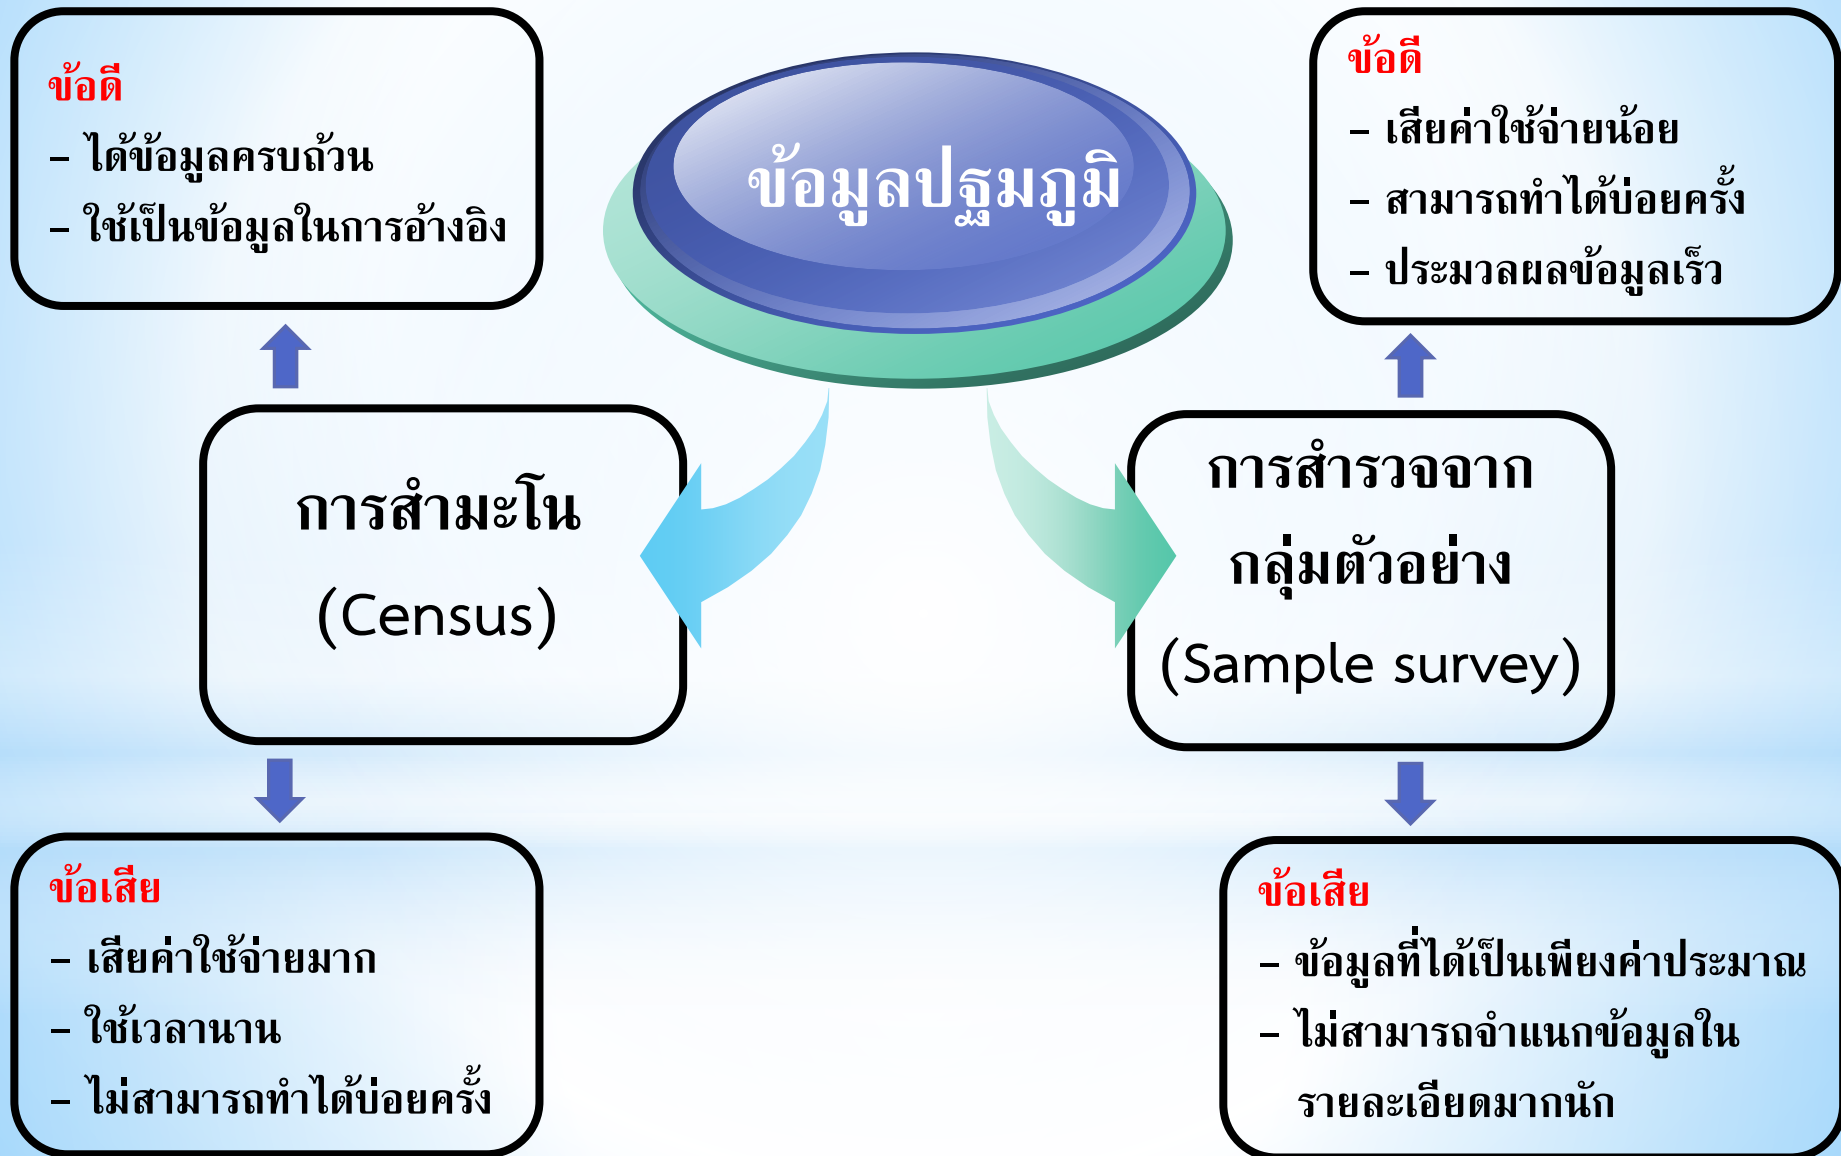 ข้อมูลปฐมภูมิ
ข้อดี
- ได้ข้อมูลครบถ้วน
- ใช้เป็นข้อมูลในการอ้างอิง
การสำมะโน
(Census)
ข้อเสีย
- เสียค่าใช้จ่ายมาก
- ใช้เวลานาน
- ไม่สามารถทำได้บ่อยครั้ง
ข้อดี
- เสียค่าใช้จ่ายน้อย
- สามารถทำได้บ่อยครั้ง
- ประมวลผลข้อมูลเร็ว
การสำรวจจาก
กลุ่มตัวอย่าง
(Sample survey)
ข้อเสีย
- ข้อมูลที่ได้เป็นเพียงค่าประมาณ
- ไม่สามารถจำแนกข้อมูลใน
รายละเอียดมากนัก